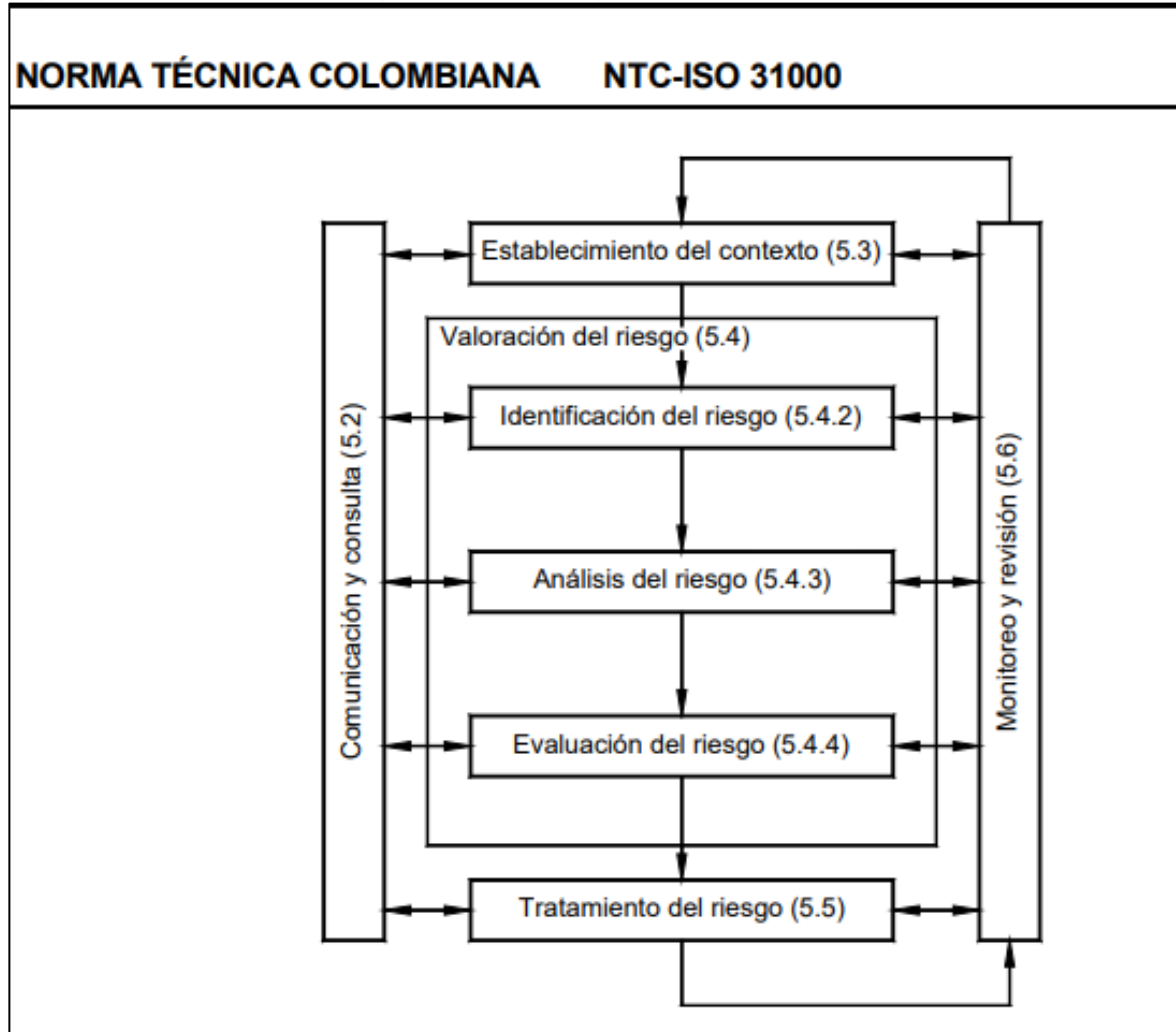 NORMA TÉCNICA COLOMBIANA NTC-ISO 31000
Establecimiento del contexto (5.3)
Valoración del riesgo (5.4)
Identificación del riesgo (5.4.2)
Análisis del riesgo (5.4.3)
Evaluación del riesgo (5.4.4)
Tratamiento del riesgo (5.5)
Comunicación y consulta (5.2)
Monitoreo y revisión (5.6)